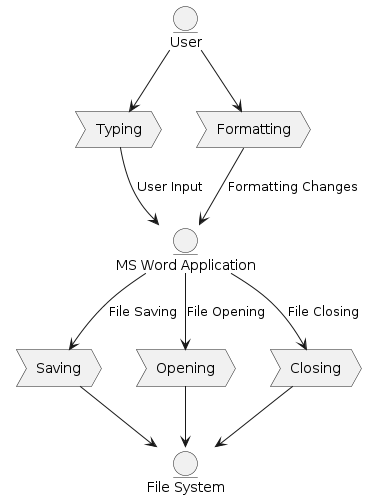 User
Typing
Formatting
User Input
Formatting Changes
MS Word Application
File Saving
File Opening
File Closing
Saving
Opening
Closing
File System